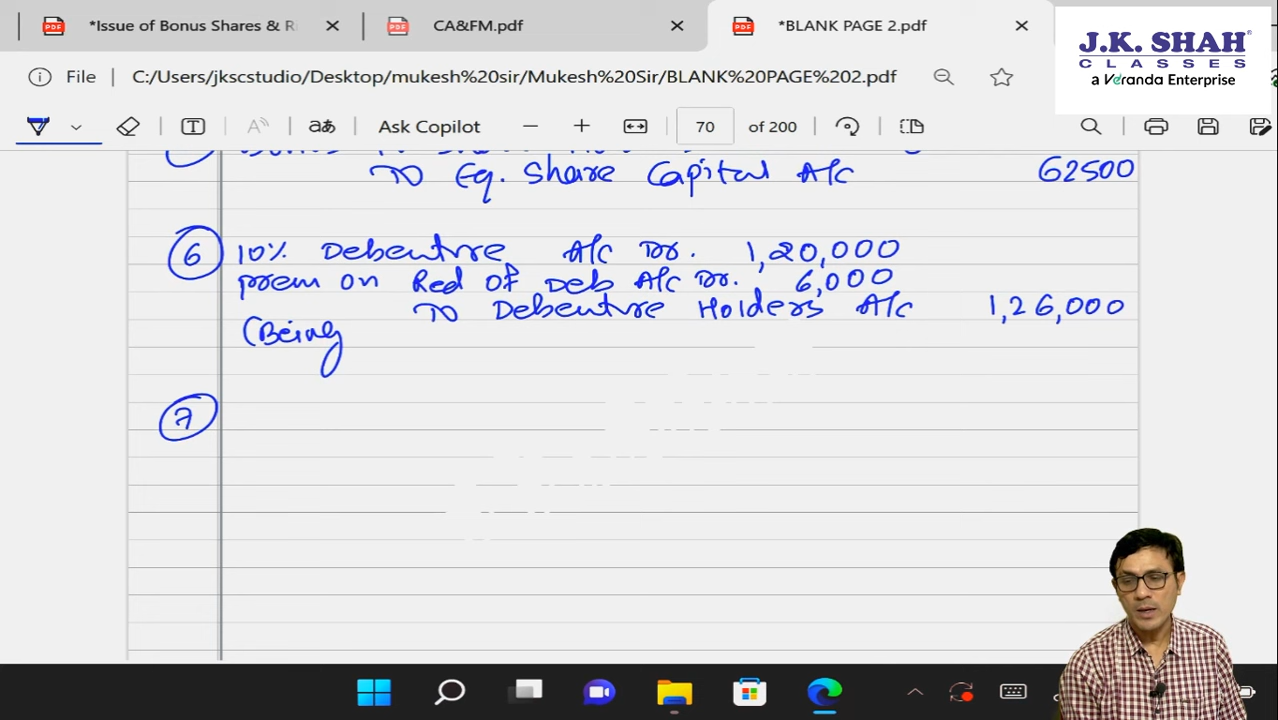 *Issue of Bonus Shares & Ri
CA&FM.pdf
*BLANK PAGE 2.pdf
J.K. SHAH®
CLASSES
a Veranda Enterprise
File
C:/Users/jkscstudio/Desktop/mukesh%20sir/Mukesh%20Sir/BLANK%20PAGE%202.pdf
Ask Copilot
70 of 200
To Eq. Share Capital A/c 62500
6 10% Debenture A/c Dr. 1,20,000
prem on Red of Deb A/c Dr. 6,000
To Debenture Holders A/c 1,26,000
(Being
7